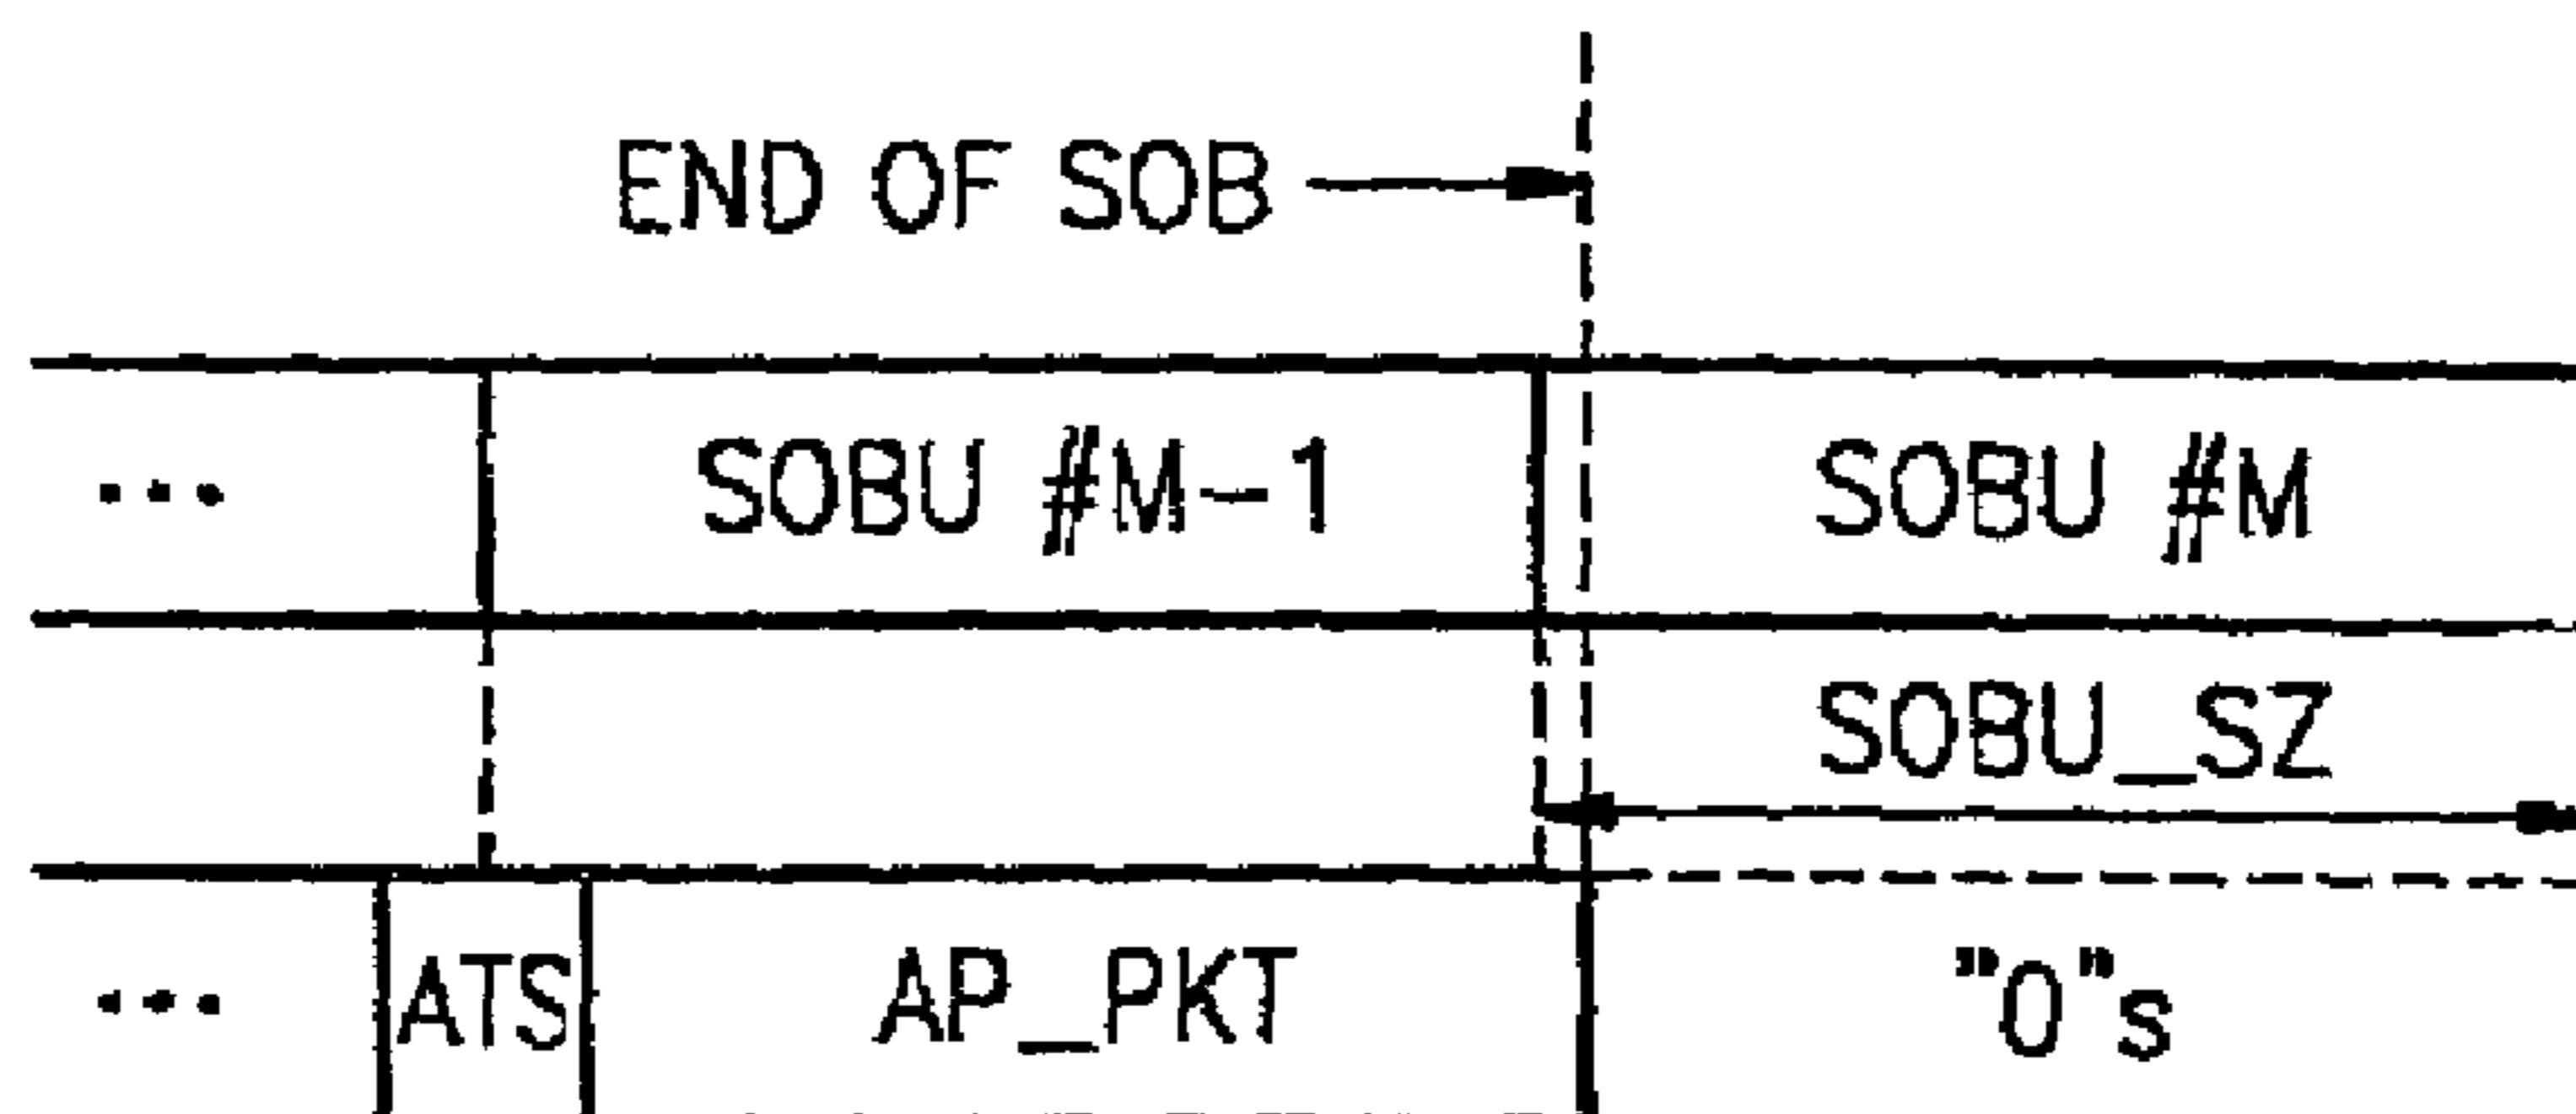 END OF SOB
... SOBU #M-1 SOBU #M
SOBU_SZ
... ATS AP_PKT "0"s